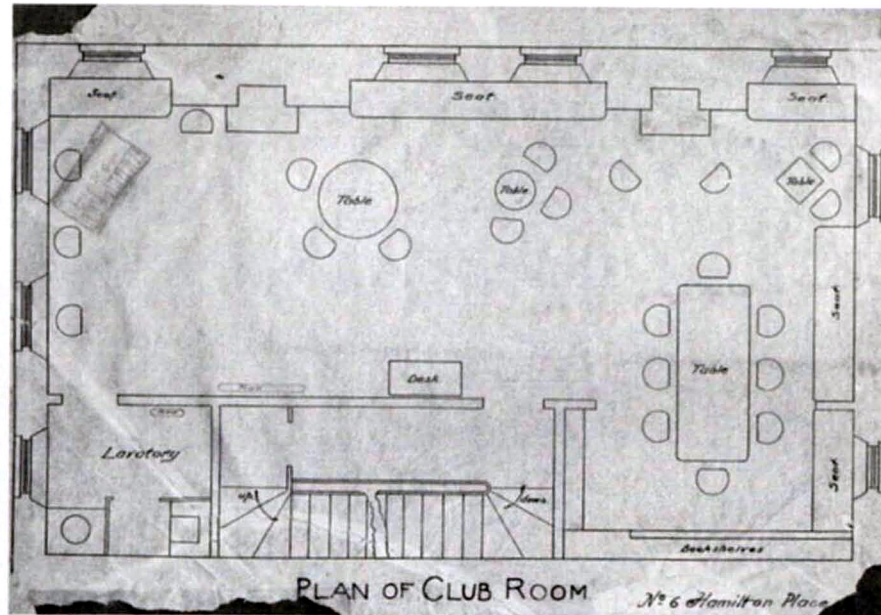 Seat
Seat
Seat
Table
Table
Table
Seat
Table
Desk
Lavatory
up
down
Seat
Bookshelves
PLAN OF CLUB ROOM
No 6 Hamilton Place